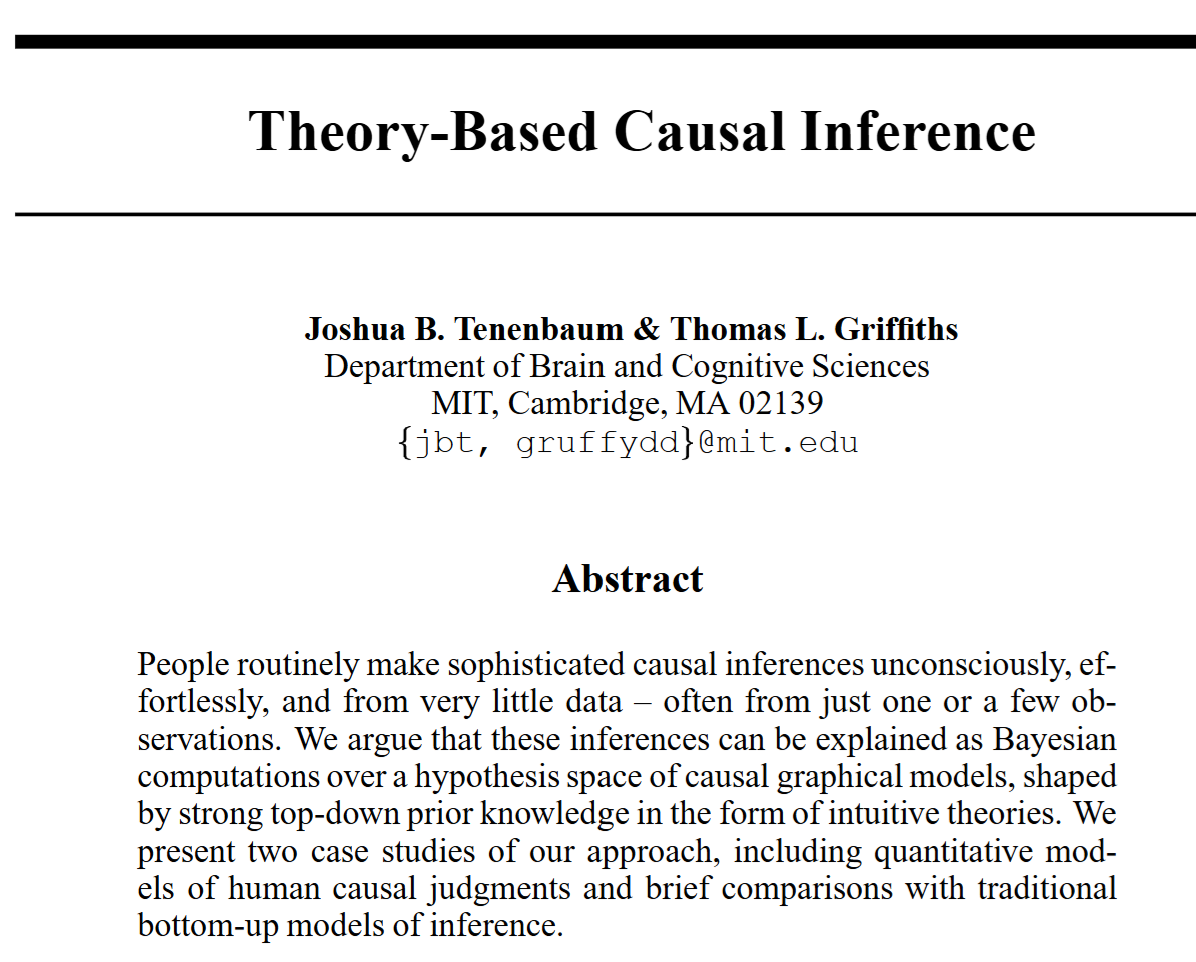 Theory-Based Causal Inference
Joshua B. Tenenbaum & Thomas L. Griffiths
Department of Brain and Cognitive Sciences
MIT, Cambridge, MA 02139
{jbt, gruffydd}@mit.edu
Abstract
People routinely make sophisticated causal inferences unconsciously, ef-
fortlessly, and from very little data – often from just one or a few ob-
servations. We argue that these inferences can be explained as Bayesian
computations over a hypothesis space of causal graphical models, shaped
by strong top-down prior knowledge in the form of intuitive theories. We
present two case studies of our approach, including quantitative mod-
els of human causal judgments and brief comparisons with traditional
bottom-up models of inference.